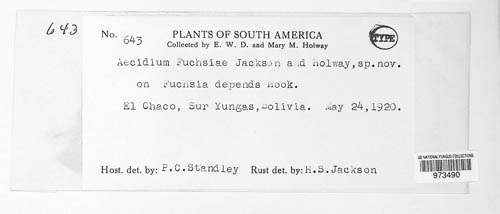 643
No. 643
PLANTS OF SOUTH AMERICA
Collected by E. W. D. and Mary M. Holway
TYPE
Aecidium Fuchsiae Jackson and Holway, sp.nov.
on Fuchsia depends Hook.
El Chaco, Sur Yungas, Bolivia. May 24, 1920.
Host. det. by: P.C. Standley Rust det. by: H.S. Jackson
US NATIONAL FUNGUS COLLECTIONS
973490